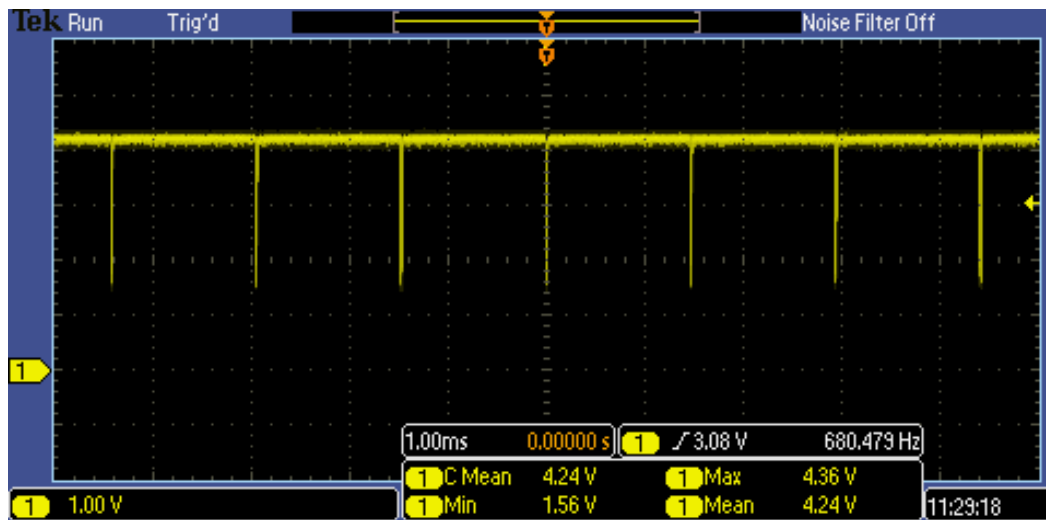 Tek Run Trig'd Noise Filter Off
T
T
1
1.00ms 0.00000 s 1 3.08 V 680.479 Hz
1 C Mean 4.24 V 1 Max 4.36 V
1 1.00 V 1 Min 1.56 V 1 Mean 4.24 V 11:29:18